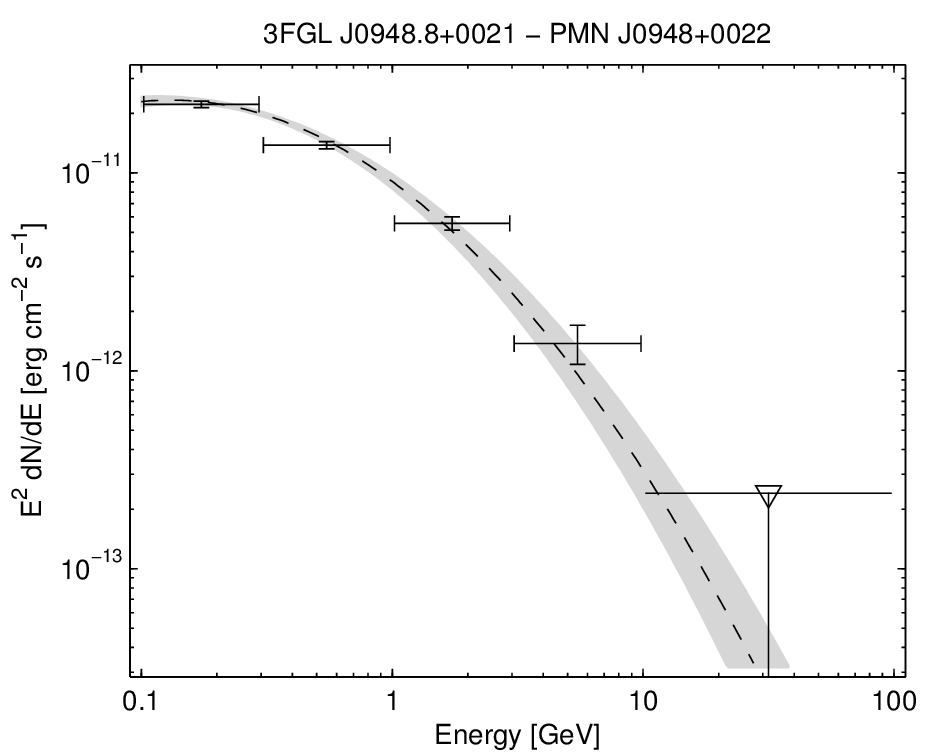 3FGL J0948.8+0021 − PMN J0948+0022
E² dN/dE [erg cm⁻² s⁻¹]
10⁻¹¹
10⁻¹²
10⁻¹³
0.1 1 10 100
Energy [GeV]